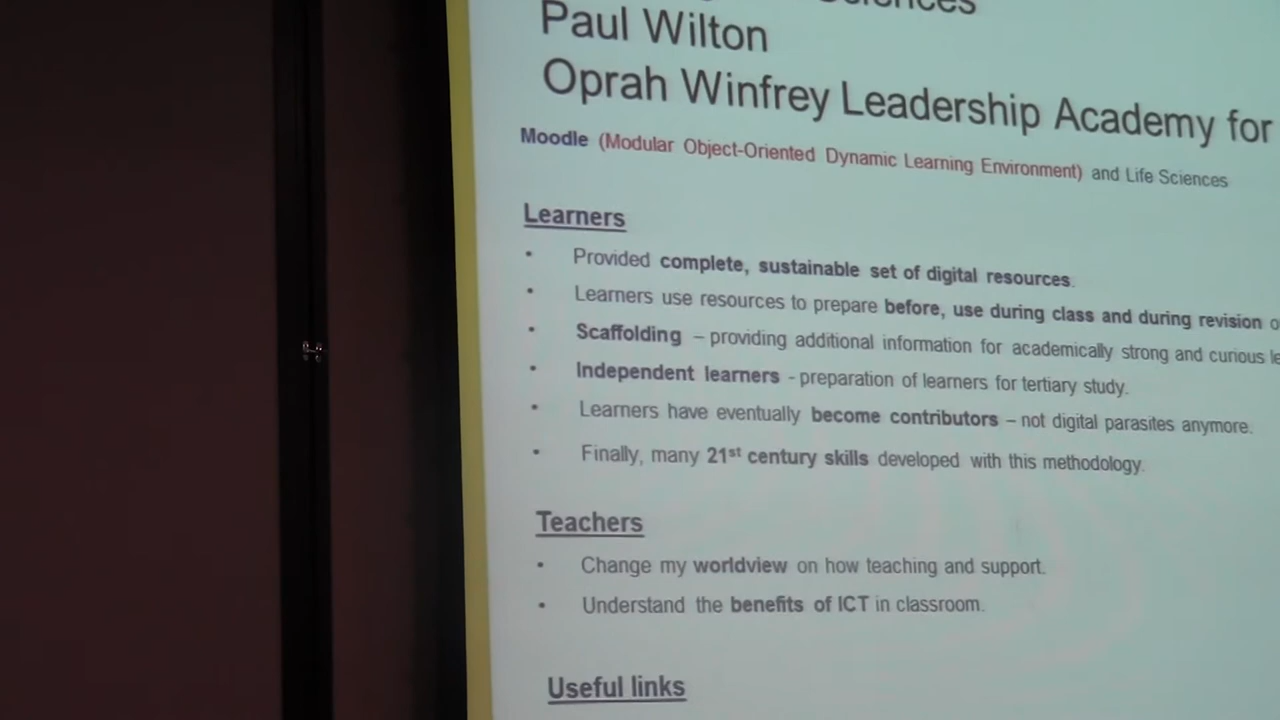 Sciences
Paul Wilton
Oprah Winfrey Leadership Academy for
Moodle (Modular Object-Oriented Dynamic Learning Environment) and Life Sciences
Learners
• Provided complete, sustainable set of digital resources.
• Learners use resources to prepare before, use during class and during revision
• Scaffolding – providing additional information for academically strong and curious
• Independent learners - preparation of learners for tertiary study.
• Learners have eventually become contributors – not digital parasites anymore.
• Finally, many 21st century skills developed with this methodology.
Teachers
• Change my worldview on how teaching and support.
• Understand the benefits of ICT in classroom.
Useful links